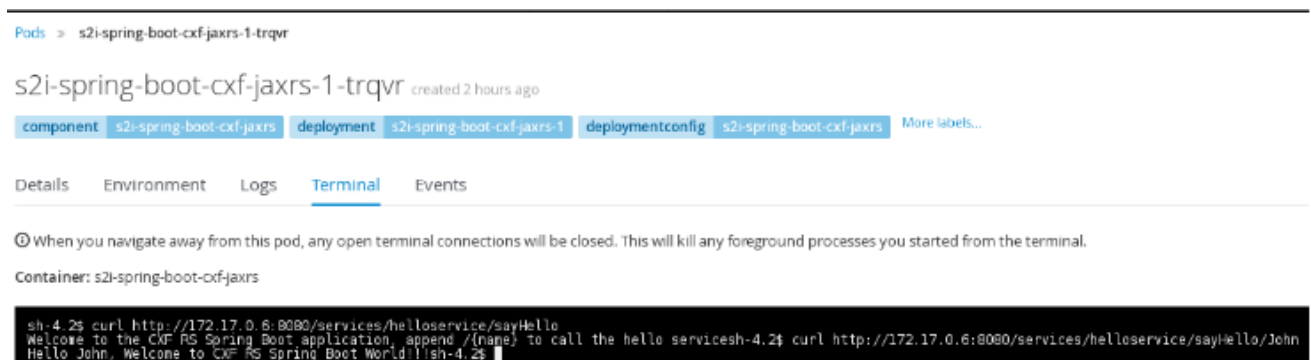 Pods » s2i-spring-boot-cxf-jaxrs-1-trqvr
s2i-spring-boot-cxf-jaxrs-1-trqvr created 2 hours ago
component s2i-spring-boot-cxf-jaxrs deployment s2i-spring-boot-cxf-jaxrs-1 deploymentconfig s2i-spring-boot-cxf-jaxrs More labels...
Details Environment Logs Terminal Events
When you navigate away from this pod, any open terminal connections will be closed. This will kill any foreground processes you started from the terminal.
Container: s2i-spring-boot-cxf-jaxrs
sh-4.2$ curl http://172.17.0.6:8080/services/helloservice/sayHello
Welcome to the CXF RS Spring Boot application, append /{name} to call the hello servicesh-4.2$ curl http://172.17.0.6:8080/services/helloservice/sayHello/John
Hello John, Welcome to CXF RS Spring Boot World!!!sh-4.2$